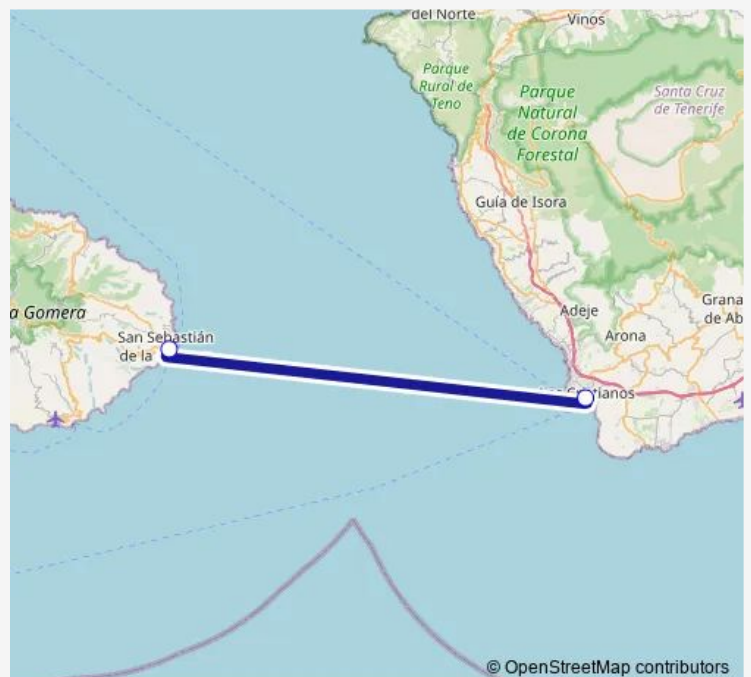 del Norte
Vinos
Parque
Rural de
Teno
Parque
Natural
de Corona
Forestal
Santa Cruz
de Tenerife
Guía de Isora
a Gomera
San Sebastián
de la
Adeje
Arona
Grana
de Ab
tianos
© OpenStreetMap contributors